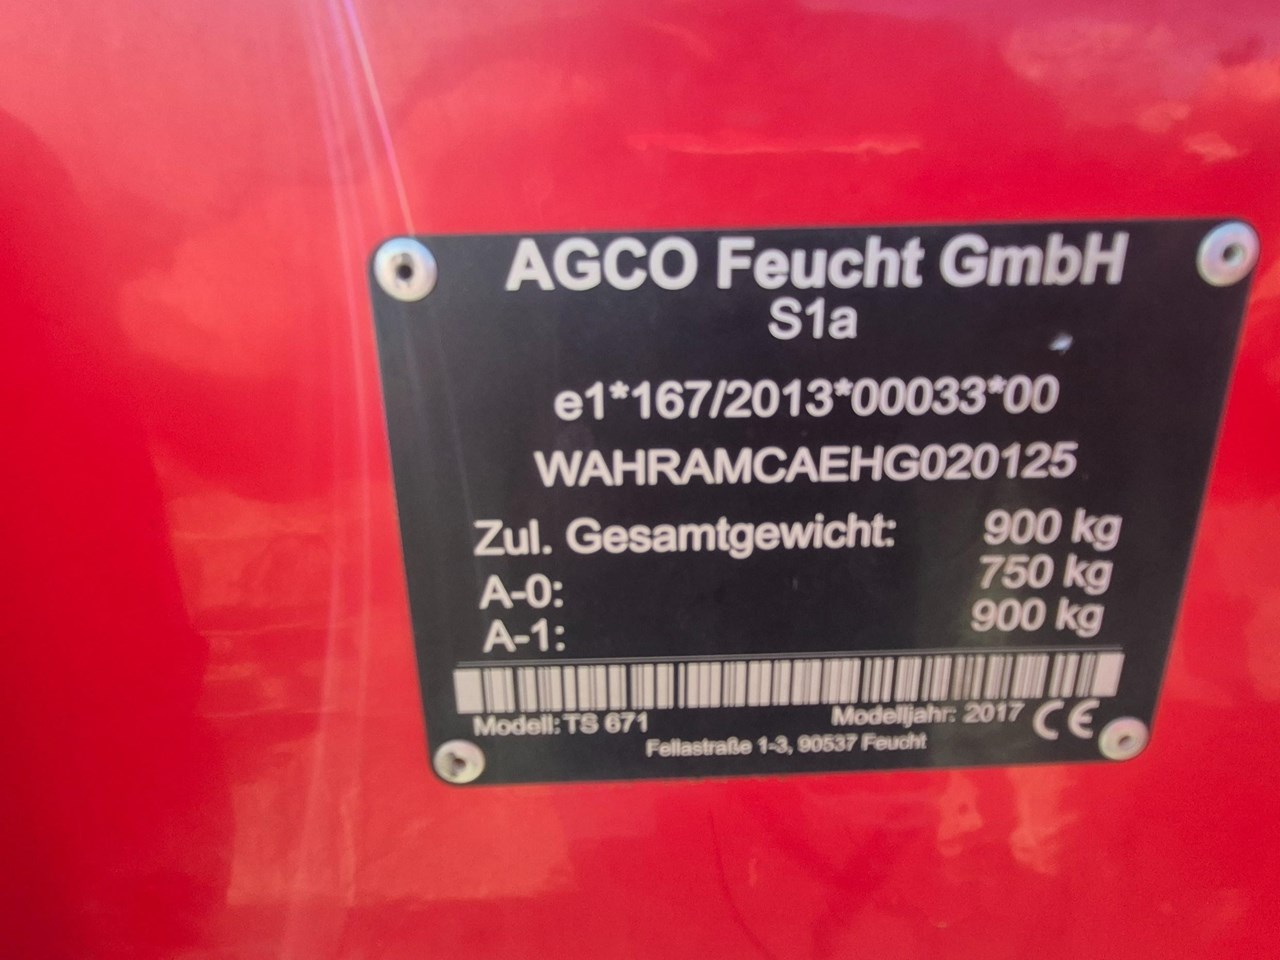 AGCO Feucht GmbH
S1a
e1*167/2013*00033*00
WAHRAMCAEHG020125
Zul. Gesamtgewicht: 900 kg
A-0: 750 kg
A-1: 900 kg
Modell: TS 671 Modelljahr: 2017 CE
Fellastraße 1-3, 90537 Feucht